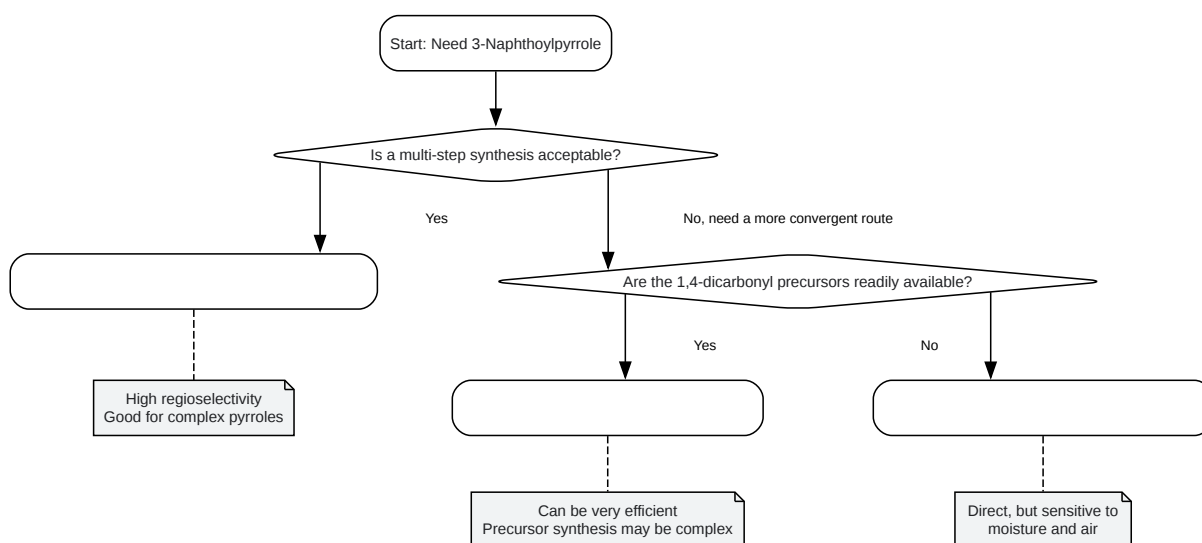 Start: Need 3-Naphthoylpyrrole
Is a multi-step synthesis acceptable?
Yes
No, need a more convergent route
Are the 1,4-dicarbonyl precursors readily available?
Yes
No
High regioselectivity
Good for complex pyrroles
Can be very efficient
Precursor synthesis may be complex
Direct, but sensitive to
moisture and air